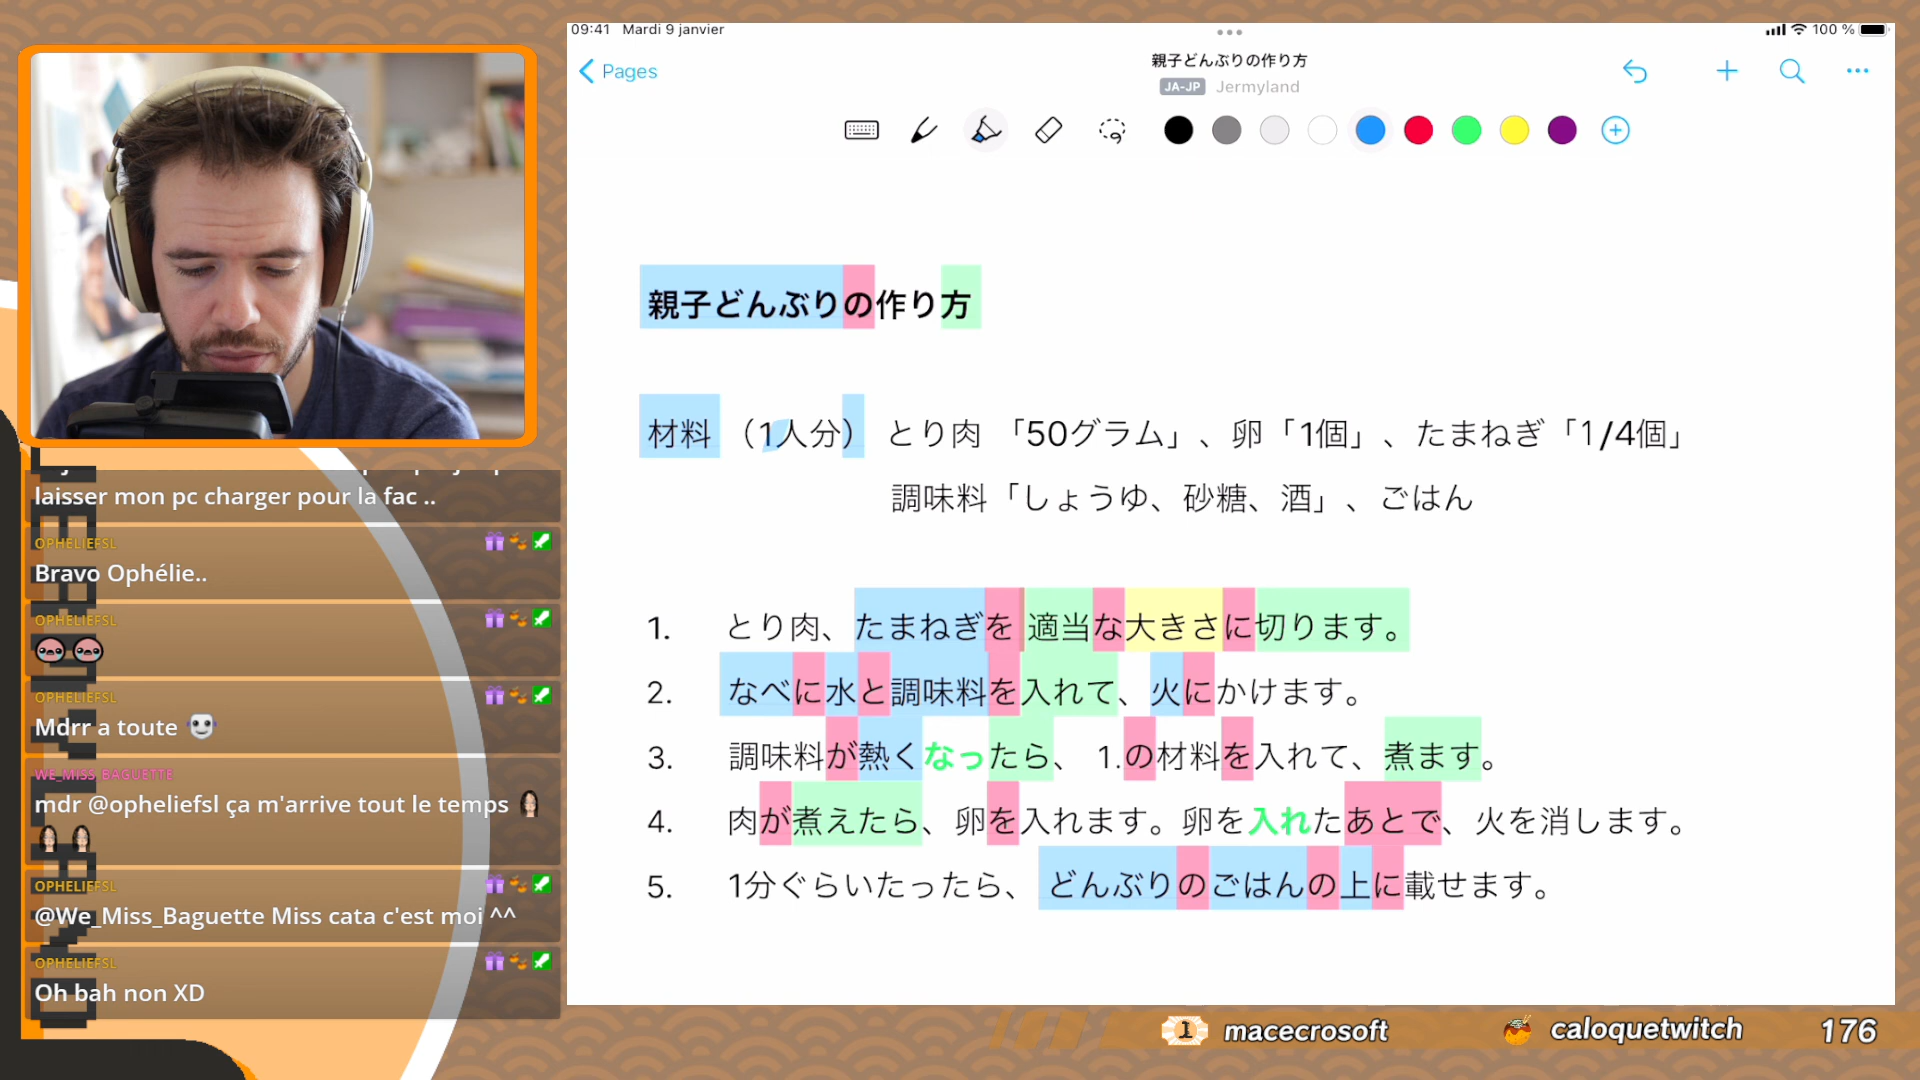 09:41 Mardi 9 janvier
100 %
Pages
親子どんぶりの作り方
JA-JP Jermyland
親子どんぶりの作り方
材料 （1人分） とり肉 「50グラム」、卵「1個」、たまねぎ「1/4個」
調味料「しょうゆ、砂糖、酒」、ごはん
1. とり肉、たまねぎを 適当な大きさに切ります。
2. なべに水と調味料を入れて、火にかけます。
3. 調味料が熱くなったら、 1.の材料を入れて、煮ます。
4. 肉が煮えたら、卵を入れます。卵を入れたあとで、火を消します。
5. 1分ぐらいたったら、 どんぶりのごはんの上に載せます。
laisser mon pc charger pour la fac ..
OPHELIEFSL
Bravo Ophélie..
OPHELIEFSL
OPHELIEFSL
Mdrr a toute
WE_MISS_BAGUETTE
mdr @opheliefsl ça m'arrive tout le temps
OPHELIEFSL
@We_Miss_Baguette Miss cata c'est moi ^^
OPHELIEFSL
Oh bah non XD
1 macecrosoft
caloquetwitch
176